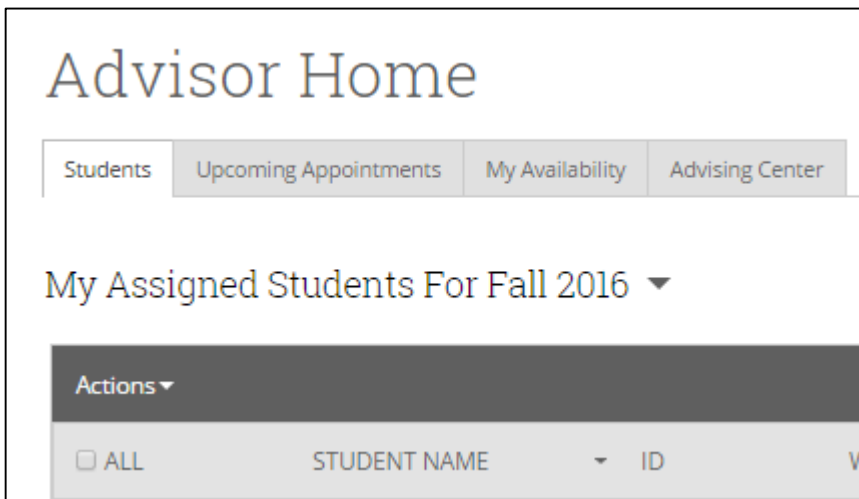 Advisor Home
Students Upcoming Appointments My Availability Advising Center
My Assigned Students For Fall 2016
Actions
ALL STUDENT NAME ID